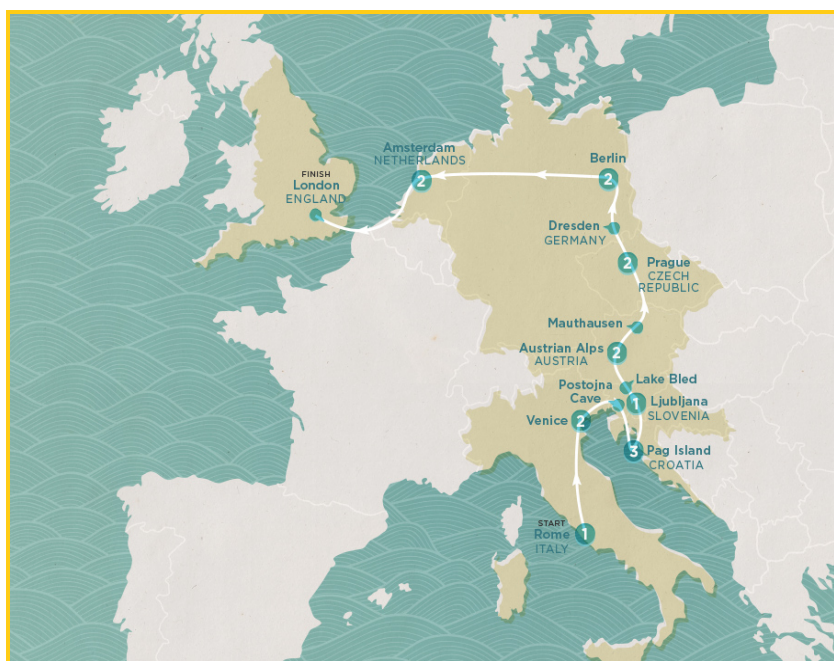 Amsterdam
NETHERLANDS
2
Berlin
2
FINISH
London
ENGLAND
Dresden
GERMANY
2
Prague
CZECH
REPUBLIC
Mauthausen
Austrian Alps
AUSTRIA
2
Lake Bled
Postojna
Cave
1
Ljubljana
SLOVENIA
Venice
2
3
Pag Island
CROATIA
START
Rome
ITALY
1